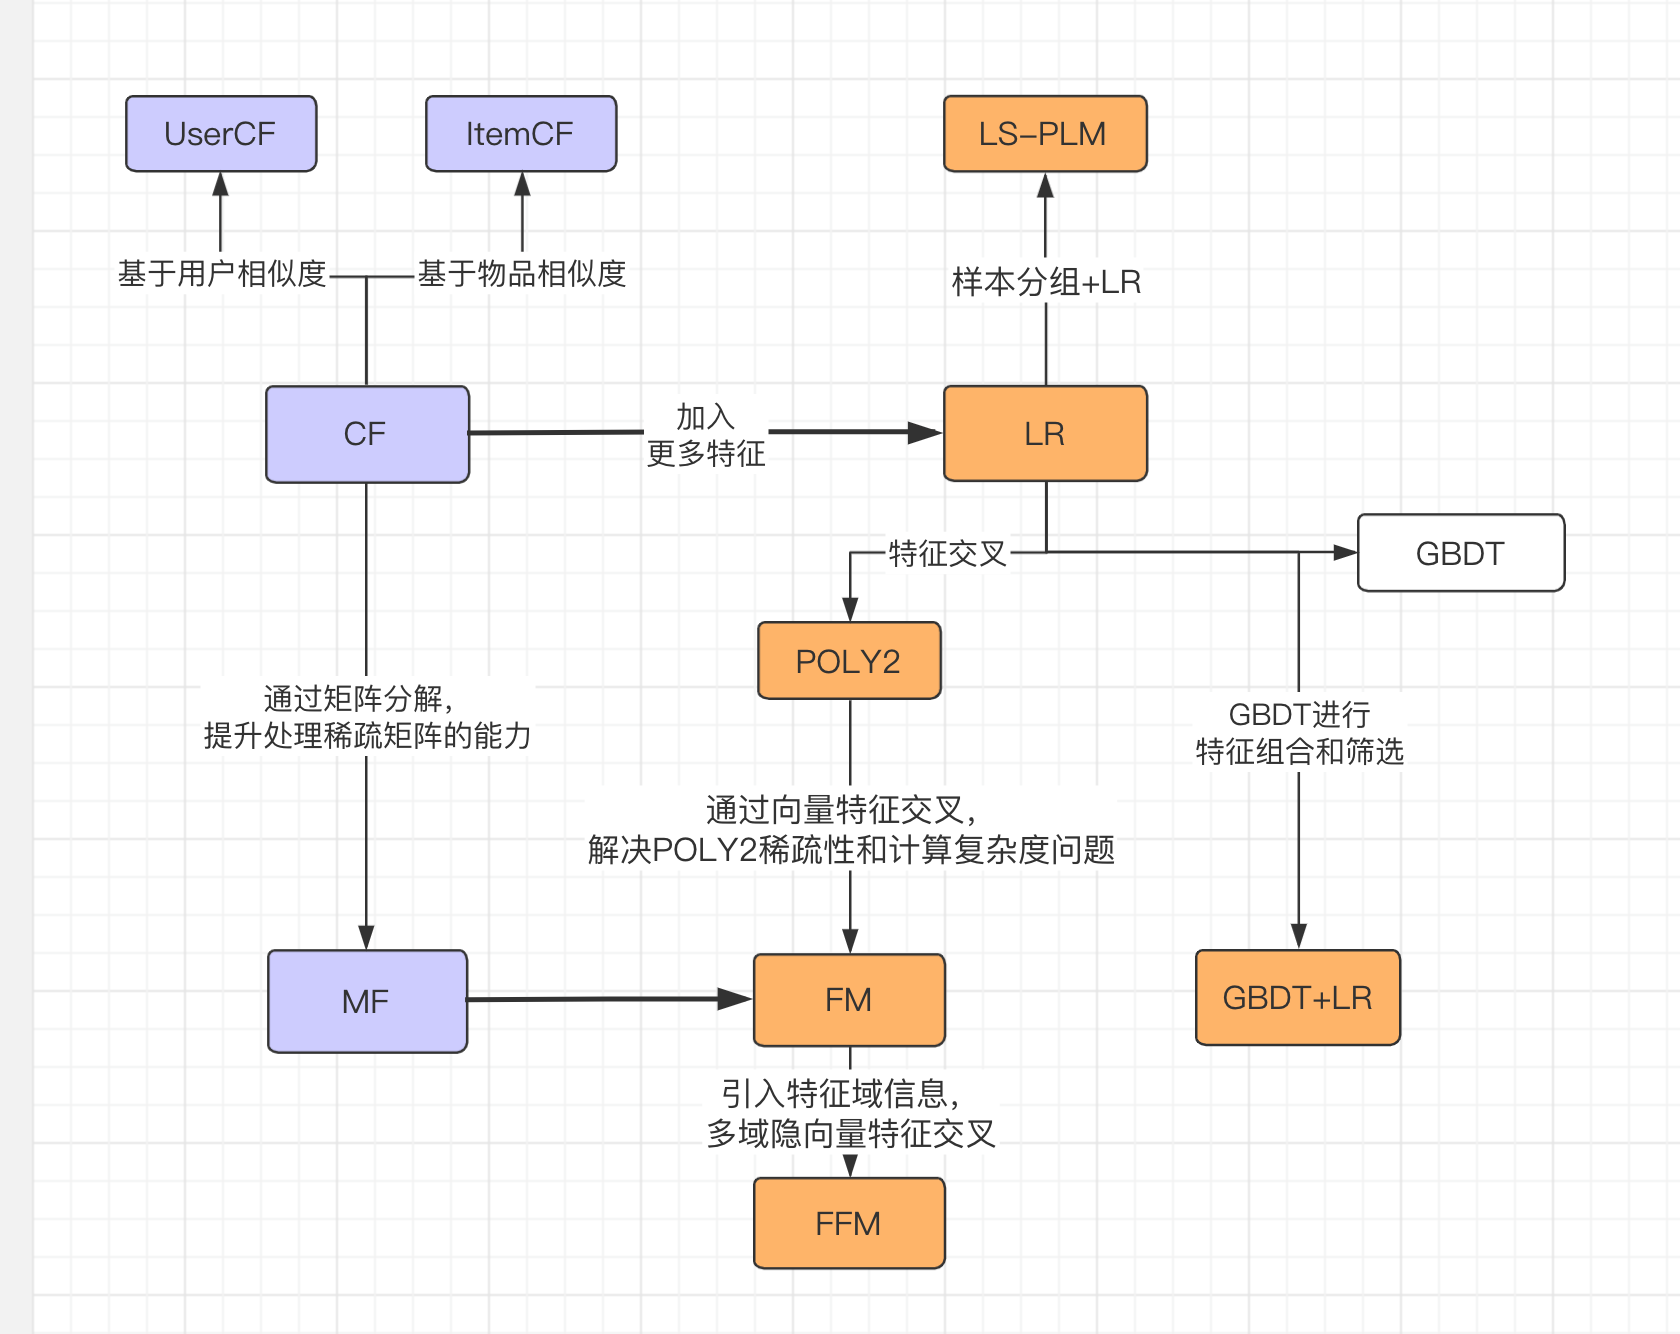 UserCF
ItemCF
LS-PLM
基于用户相似度
基于物品相似度
样本分组+LR
CF
加入
更多特征
LR
特征交叉
GBDT
POLY2
通过矩阵分解,
提升处理稀疏矩阵的能力
GBDT进行
特征组合和筛选
通过向量特征交叉,
解决POLY2稀疏性和计算复杂度问题
MF
FM
GBDT+LR
引入特征域信息,
多域隐向量特征交叉
FFM